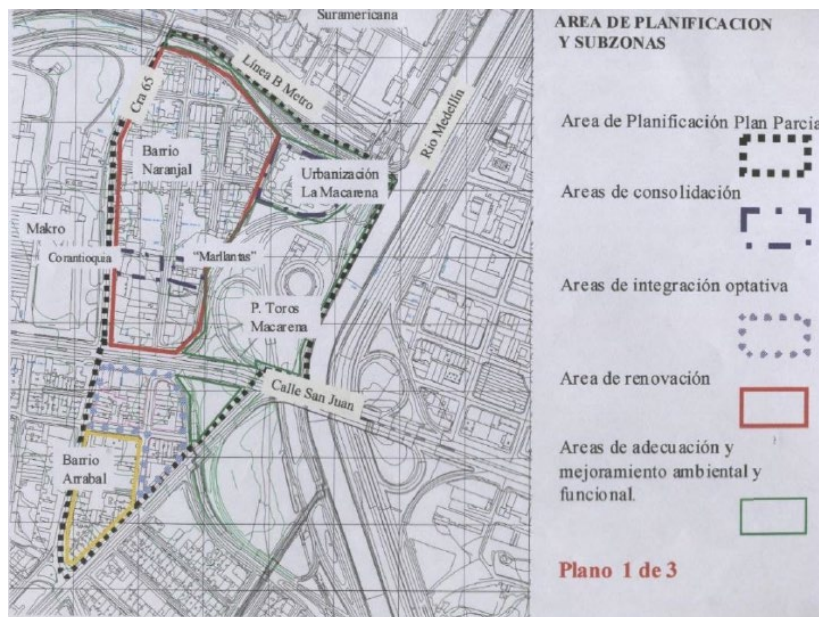 Suramericana
Línea B Metro
Cra 65
Río Medellín
Barrio
Naranjal
Urbanización
La Macarena
Makro
Corantioquia
"Marllantas"
P. Toros
Macarena
Calle San Juan
Barrio
Arrabal
AREA DE PLANIFICACION
Y SUBZONAS
Area de Planificación Plan Parcia
Areas de consolidación
Areas de integración optativa
Area de renovación
Areas de adecuación y
mejoramiento ambiental y
funcional.
Plano 1 de 3